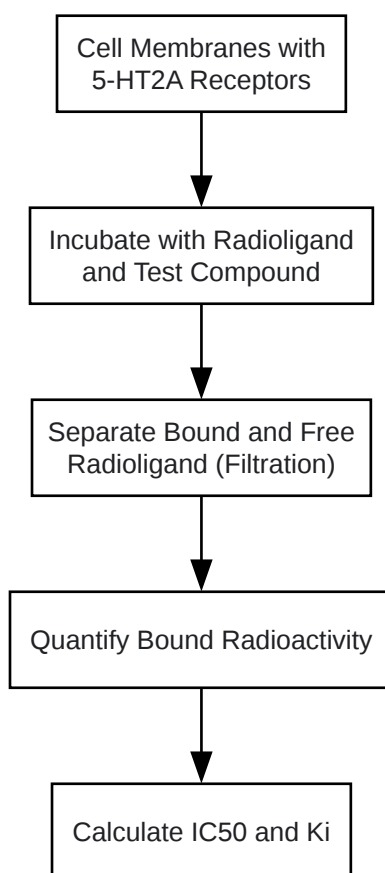 Cell Membranes with
5-HT2A Receptors
Incubate with Radioligand
and Test Compound
Separate Bound and Free
Radioligand (Filtration)
Quantify Bound Radioactivity
Calculate IC50 and Ki